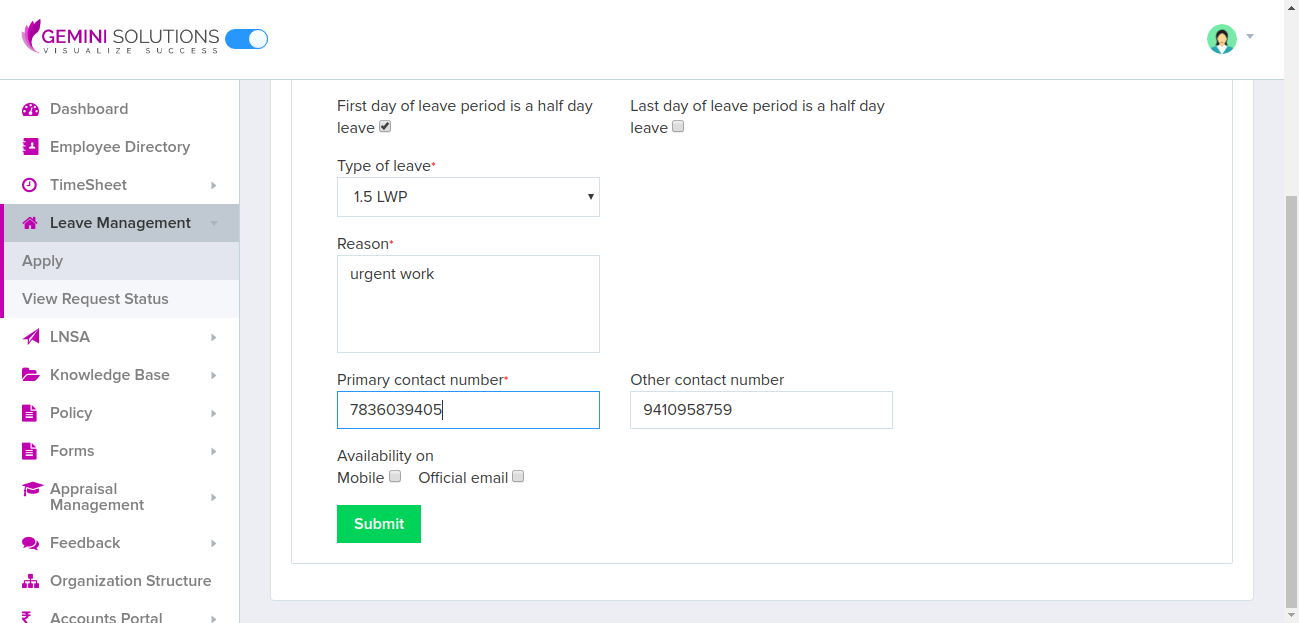 GEMINI SOLUTIONS
VISUALIZE SUCCESS
Dashboard
Employee Directory
TimeSheet
Leave Management
Apply
View Request Status
LNSA
Knowledge Base
Policy
Forms
Appraisal
Management
Feedback
Organization Structure
Accounts Portal
First day of leave period is a half day
leave
Last day of leave period is a half day
leave
Type of leave*
1.5 LWP
Reason*
urgent work
Primary contact number*
7836039405
Other contact number
9410958759
Availability on
Mobile Official email
Submit